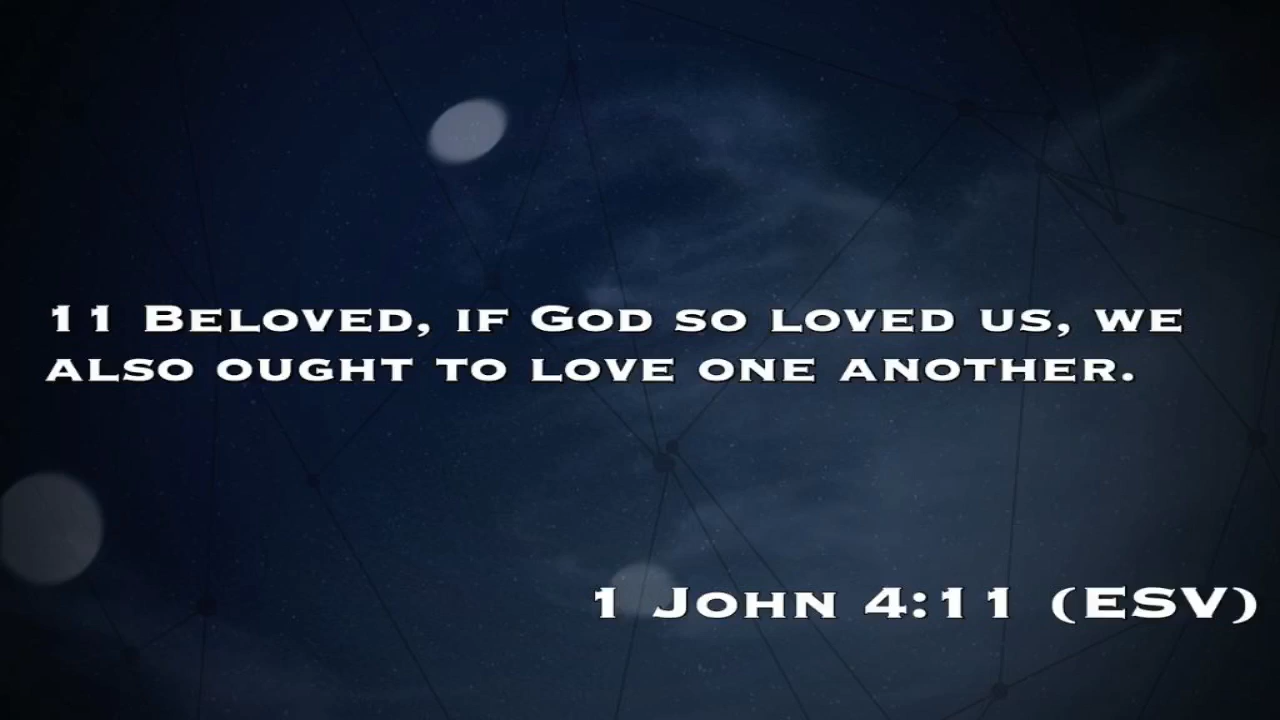 11 Beloved, if God so loved us, we
also ought to love one another.
1 John 4:11 (ESV)